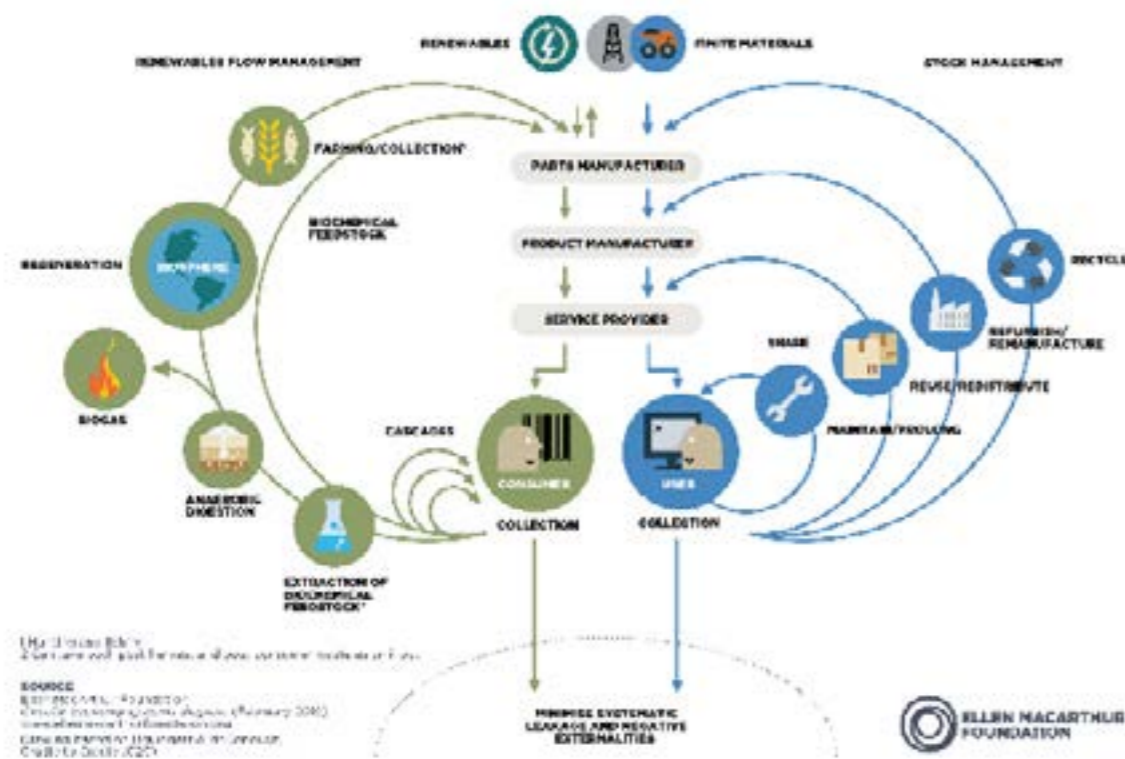 RENEWABLES
FINITE MATERIALS
RENEWABLES FLOW MANAGEMENT
STOCK MANAGEMENT
FARMING/COLLECTION
PARTS MANUFACTURER
BIOCHEMICAL
FEEDSTOCK
PRODUCT MANUFACTURER
REGENERATION
BIOSPHERE
RECYCLE
SERVICE PROVIDER
SHARE
REFURBISH/
REMANUFACTURE
REUSE/REDISTRIBUTE
BIOGAS
CASCADES
MAINTAIN/PROLONG
CONSUMER
USER
ANAEROBIC
DIGESTION
COLLECTION
COLLECTION
EXTRACTION OF
BIOCHEMICAL
FEEDSTOCK
SOURCE
MINIMISE SYSTEMATIC
LEAKAGE AND NEGATIVE
EXTERNALITIES
ELLEN MACARTHUR
FOUNDATION